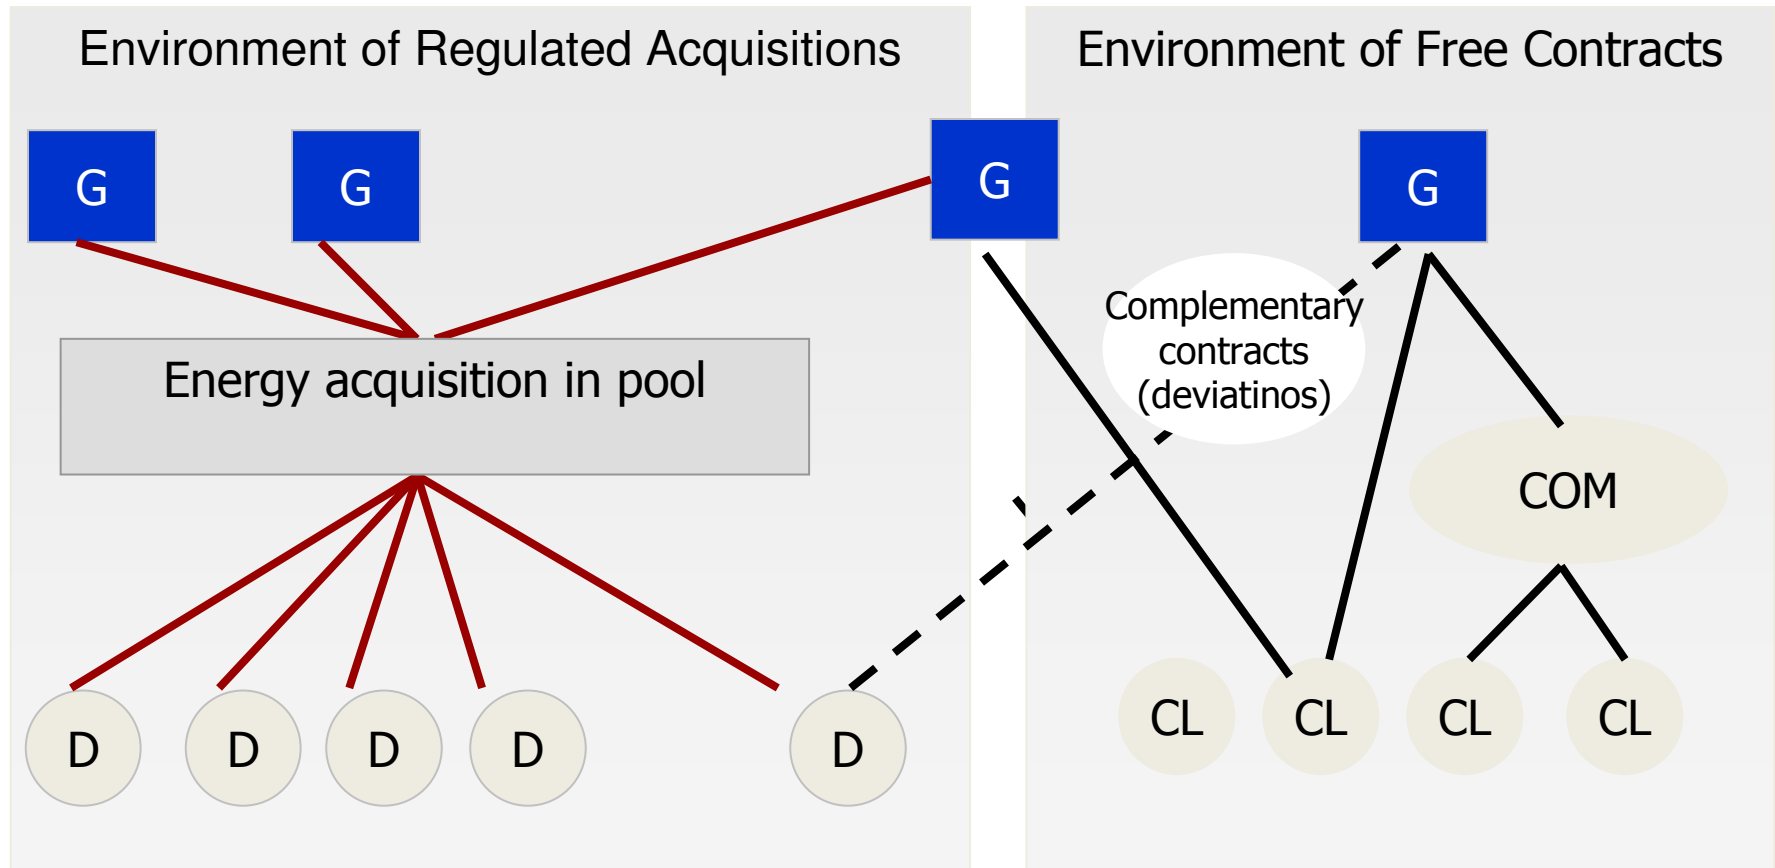 Environment of Regulated Acquisitions
Environment of Free Contracts
G
G
G
G
Complementary
contracts
(deviatinos)
Energy acquisition in pool
COM
D
D
D
D
D
CL
CL
CL
CL